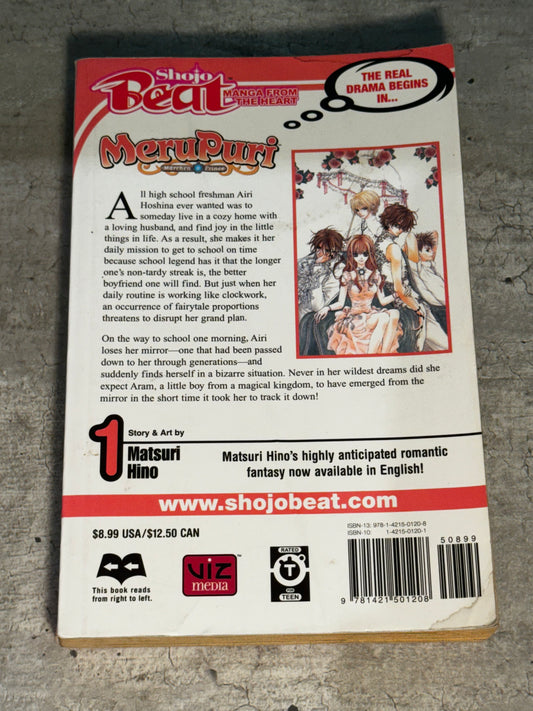 Shojo
Beat™
MANGA FROM
THE HEART
THE REAL
DRAMA BEGINS
IN...
MeruPuri
Märchen Prince
All high school freshman Airi
Hoshina ever wanted was to
someday live in a cozy home with
a loving husband, and find joy in the little
things in life. As a result, she makes it her
daily mission to get to school on time
because school legend has it that the longer
one's non-tardy streak is, the better
boyfriend one will find. But just when her
daily routine is working like clockwork,
an occurrence of fairytale proportions
threatens to disrupt her grand plan.
On the way to school one morning, Airi
loses her mirror—one that had been passed
down to her through generations—and
suddenly finds herself in a bizarre situation. Never in her wildest dreams did she
expect Aram, a little boy from a magical kingdom, to have emerged from the
mirror in the short time it took her to track it down!
1
Story & Art by
Matsuri
Hino
Matsuri Hino's highly anticipated romantic
fantasy now available in English!
www.shojobeat.com
$8.99 USA/$12.50 CAN
ISBN-13: 978-1-4215-0120-8
ISBN-10: 1-4215-0120-1
50899
This book reads
from right to left.
VIZ
MEDIA
RATED
T
FOR
TEEN
9 781421 501208